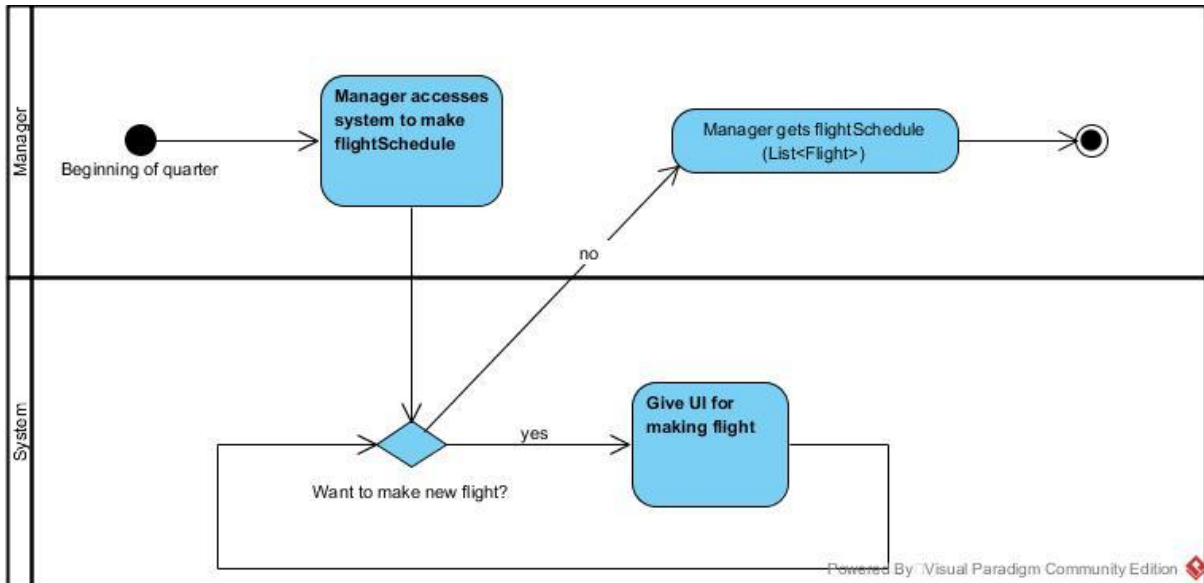 Manager
Beginning of quarter
Manager accesses
system to make
flightSchedule
Manager gets flightSchedule
(List<Flight>)
no
System
Want to make new flight?
yes
Give UI for
making flight
Powered By Visual Paradigm Community Edition